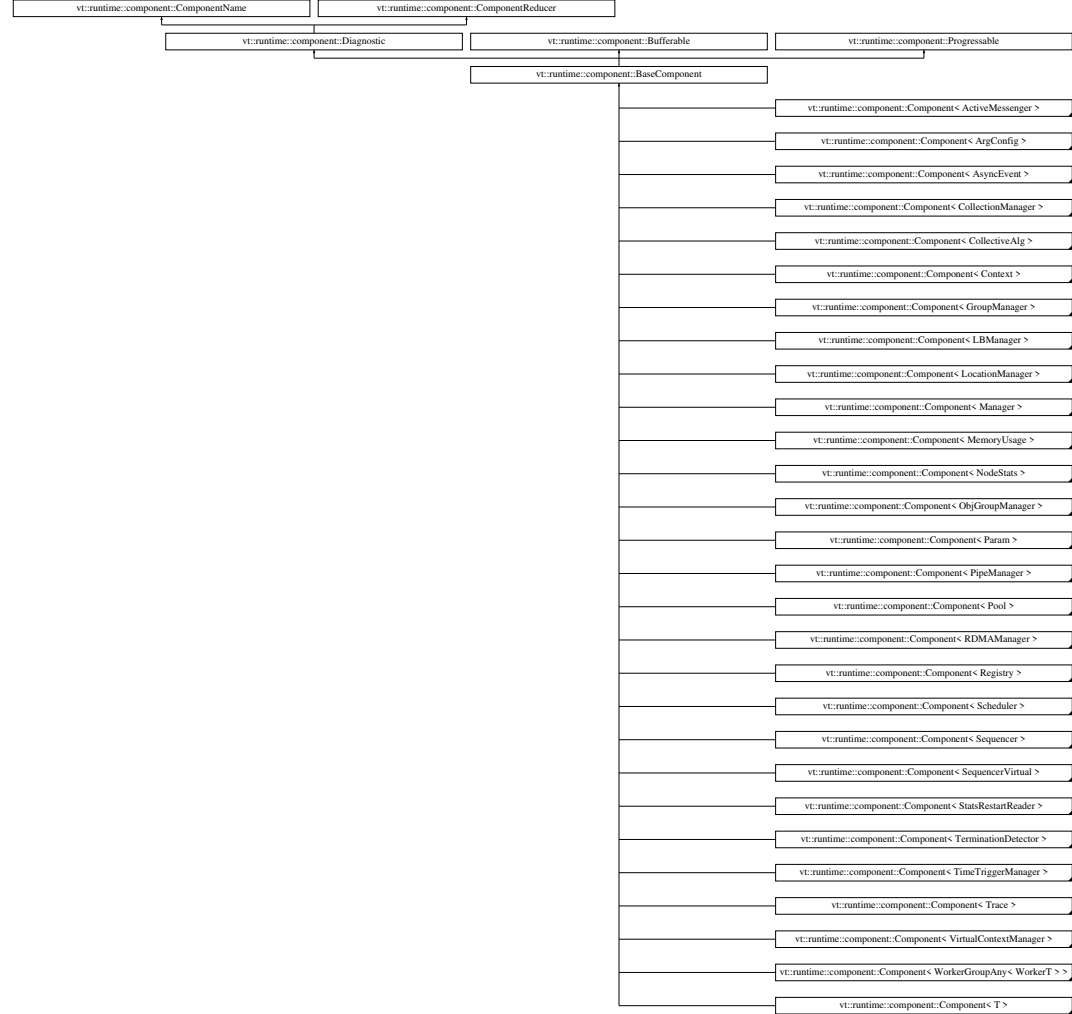 vt::runtime::component::ComponentName
vt::runtime::component::ComponentReducer
vt::runtime::component::Diagnostic
vt::runtime::component::Bufferable
vt::runtime::component::Progressable
vt::runtime::component::BaseComponent
vt::runtime::component::Component< ActiveMessenger >
vt::runtime::component::Component< ArgConfig >
vt::runtime::component::Component< AsyncEvent >
vt::runtime::component::Component< CollectionManager >
vt::runtime::component::Component< CollectiveAlg >
vt::runtime::component::Component< Context >
vt::runtime::component::Component< GroupManager >
vt::runtime::component::Component< LBManager >
vt::runtime::component::Component< LocationManager >
vt::runtime::component::Component< Manager >
vt::runtime::component::Component< MemoryUsage >
vt::runtime::component::Component< NodeStats >
vt::runtime::component::Component< ObjGroupManager >
vt::runtime::component::Component< Param >
vt::runtime::component::Component< PipeManager >
vt::runtime::component::Component< Pool >
vt::runtime::component::Component< RDMAManager >
vt::runtime::component::Component< Registry >
vt::runtime::component::Component< Scheduler >
vt::runtime::component::Component< Sequencer >
vt::runtime::component::Component< SequencerVirtual >
vt::runtime::component::Component< StatsRestartReader >
vt::runtime::component::Component< TerminationDetector >
vt::runtime::component::Component< TimeTriggerManager >
vt::runtime::component::Component< Trace >
vt::runtime::component::Component< VirtualContextManager >
vt::runtime::component::Component< WorkerGroupAny< WorkerT > >
vt::runtime::component::Component< T >